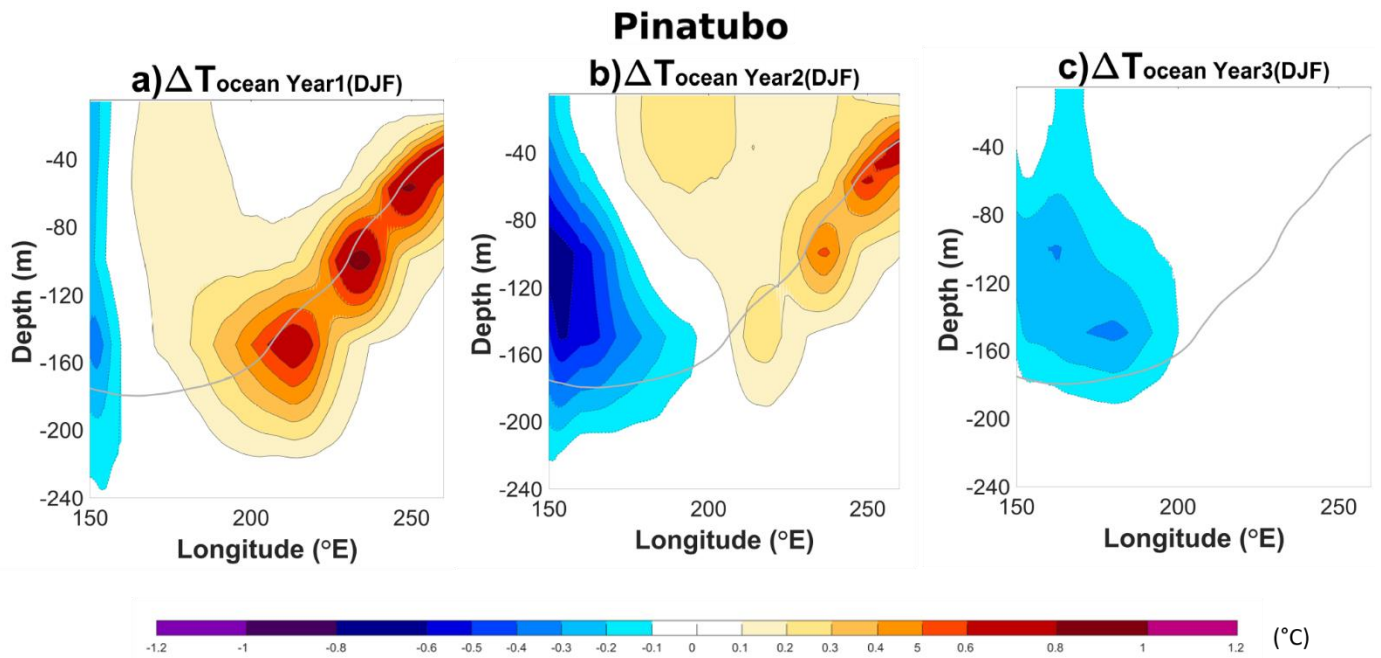 Pinatubo
a)ΔTocean Year1(DJF)
b)ΔTocean Year2(DJF)
c)ΔTocean Year3(DJF)
Depth (m)
-40
-80
-120
-160
-200
-240
150
200
250
Longitude (°E)
Depth (m)
-40
-80
-120
-160
-200
-240
150
200
250
Longitude (°E)
Depth (m)
-40
-80
-120
-160
-200
-240
150
200
250
Longitude (°E)
-1.2 -1 -0.8 -0.6 -0.5 -0.4 -0.3 -0.2 -0.1 0 0.1 0.2 0.3 0.4 5 0.6 0.8 1 1.2
(°C)